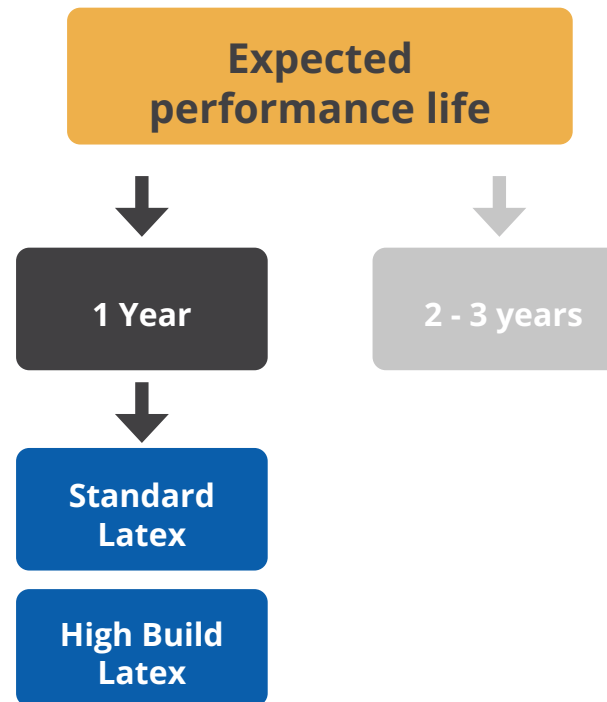 Expected
performance life
1 Year
2 - 3 years
Standard
Latex
High Build
Latex